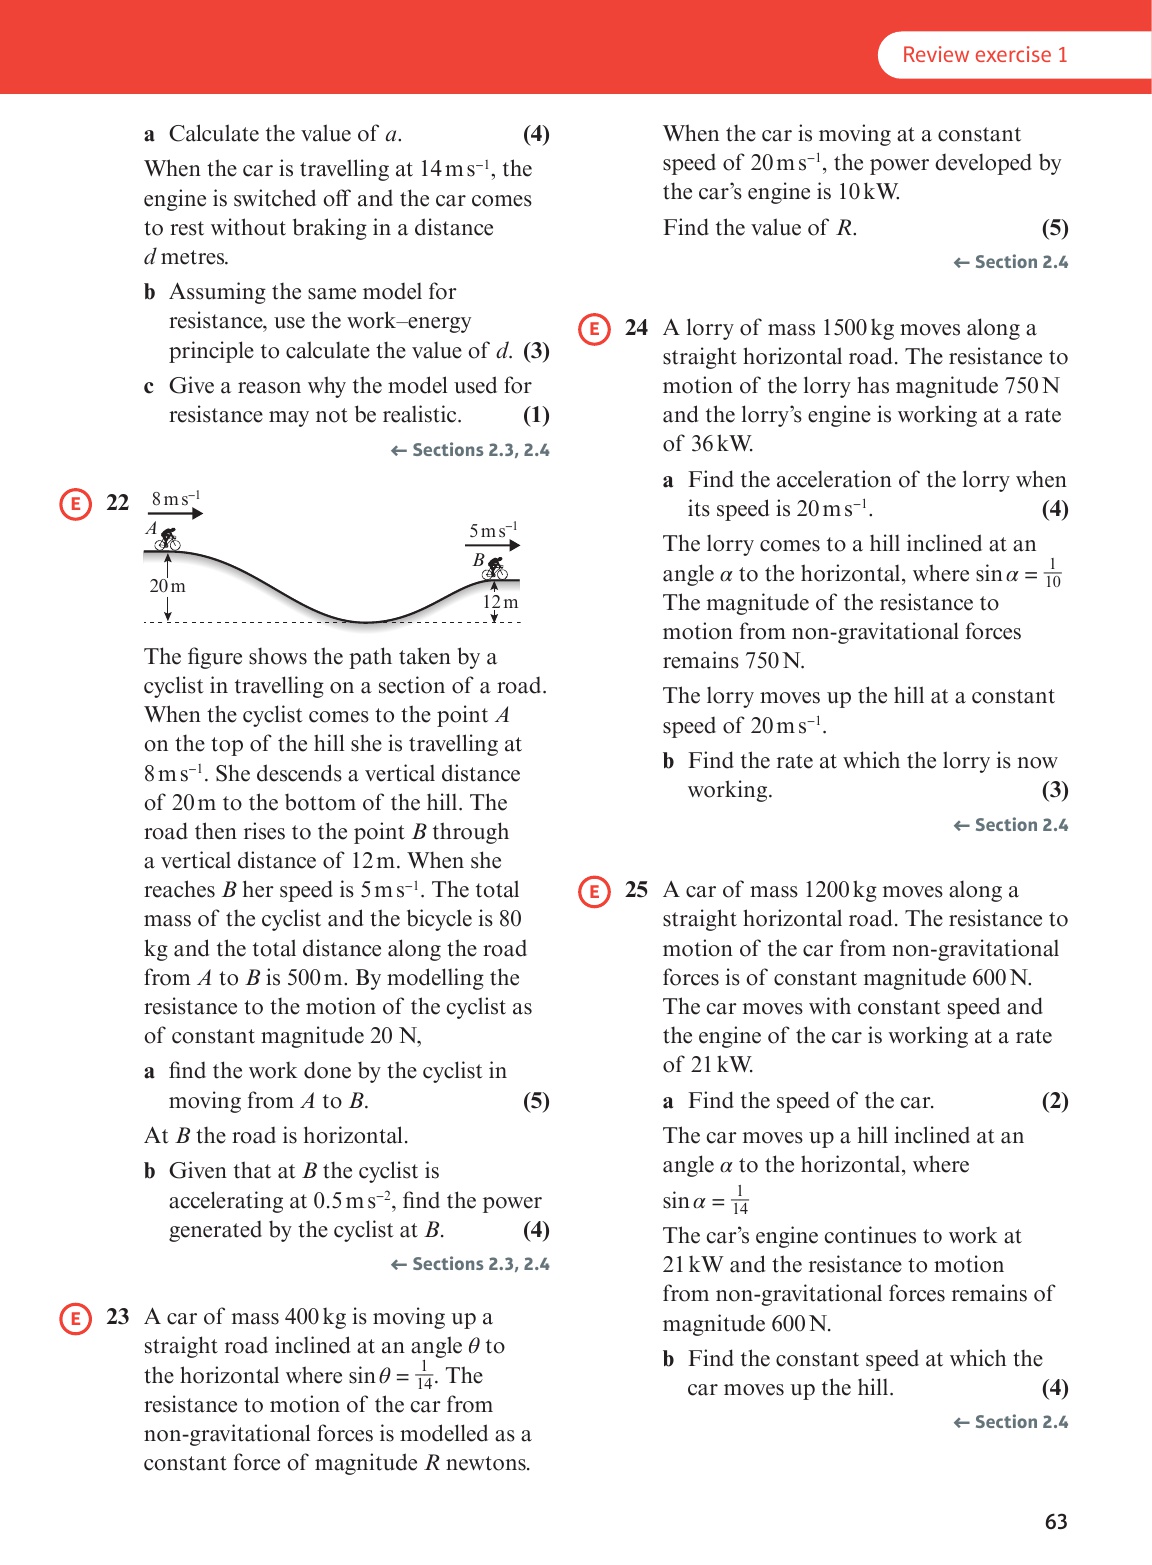 Review exercise 1
a Calculate the value of a. (4)
When the car is travelling at 14 m s⁻¹, the
engine is switched off and the car comes
to rest without braking in a distance
d metres.
b Assuming the same model for
resistance, use the work–energy
principle to calculate the value of d. (3)
c Give a reason why the model used for
resistance may not be realistic. (1)
← Sections 2.3, 2.4
E 22
8 m s⁻¹
A
20 m
5 m s⁻¹
B
12 m
The figure shows the path taken by a
cyclist in travelling on a section of a road.
When the cyclist comes to the point A
on the top of the hill she is travelling at
8 m s⁻¹. She descends a vertical distance
of 20 m to the bottom of the hill. The
road then rises to the point B through
a vertical distance of 12 m. When she
reaches B her speed is 5 m s⁻¹. The total
mass of the cyclist and the bicycle is 80
kg and the total distance along the road
from A to B is 500 m. By modelling the
resistance to the motion of the cyclist as
of constant magnitude 20 N,
a find the work done by the cyclist in
moving from A to B. (5)
At B the road is horizontal.
b Given that at B the cyclist is
accelerating at 0.5 m s⁻², find the power
generated by the cyclist at B. (4)
← Sections 2.3, 2.4
E 23 A car of mass 400 kg is moving up a
straight road inclined at an angle θ to
the horizontal where sin θ = 1/14. The
resistance to motion of the car from
non-gravitational forces is modelled as a
constant force of magnitude R newtons.
When the car is moving at a constant
speed of 20 m s⁻¹, the power developed by
the car's engine is 10 kW.
Find the value of R. (5)
← Section 2.4
E 24 A lorry of mass 1500 kg moves along a
straight horizontal road. The resistance to
motion of the lorry has magnitude 750 N
and the lorry's engine is working at a rate
of 36 kW.
a Find the acceleration of the lorry when
its speed is 20 m s⁻¹. (4)
The lorry comes to a hill inclined at an
angle α to the horizontal, where sin α = 1/10
The magnitude of the resistance to
motion from non-gravitational forces
remains 750 N.
The lorry moves up the hill at a constant
speed of 20 m s⁻¹.
b Find the rate at which the lorry is now
working. (3)
← Section 2.4
E 25 A car of mass 1200 kg moves along a
straight horizontal road. The resistance to
motion of the car from non-gravitational
forces is of constant magnitude 600 N.
The car moves with constant speed and
the engine of the car is working at a rate
of 21 kW.
a Find the speed of the car. (2)
The car moves up a hill inclined at an
angle α to the horizontal, where
sin α = 1/14
The car's engine continues to work at
21 kW and the resistance to motion
from non-gravitational forces remains of
magnitude 600 N.
b Find the constant speed at which the
car moves up the hill. (4)
← Section 2.4
63